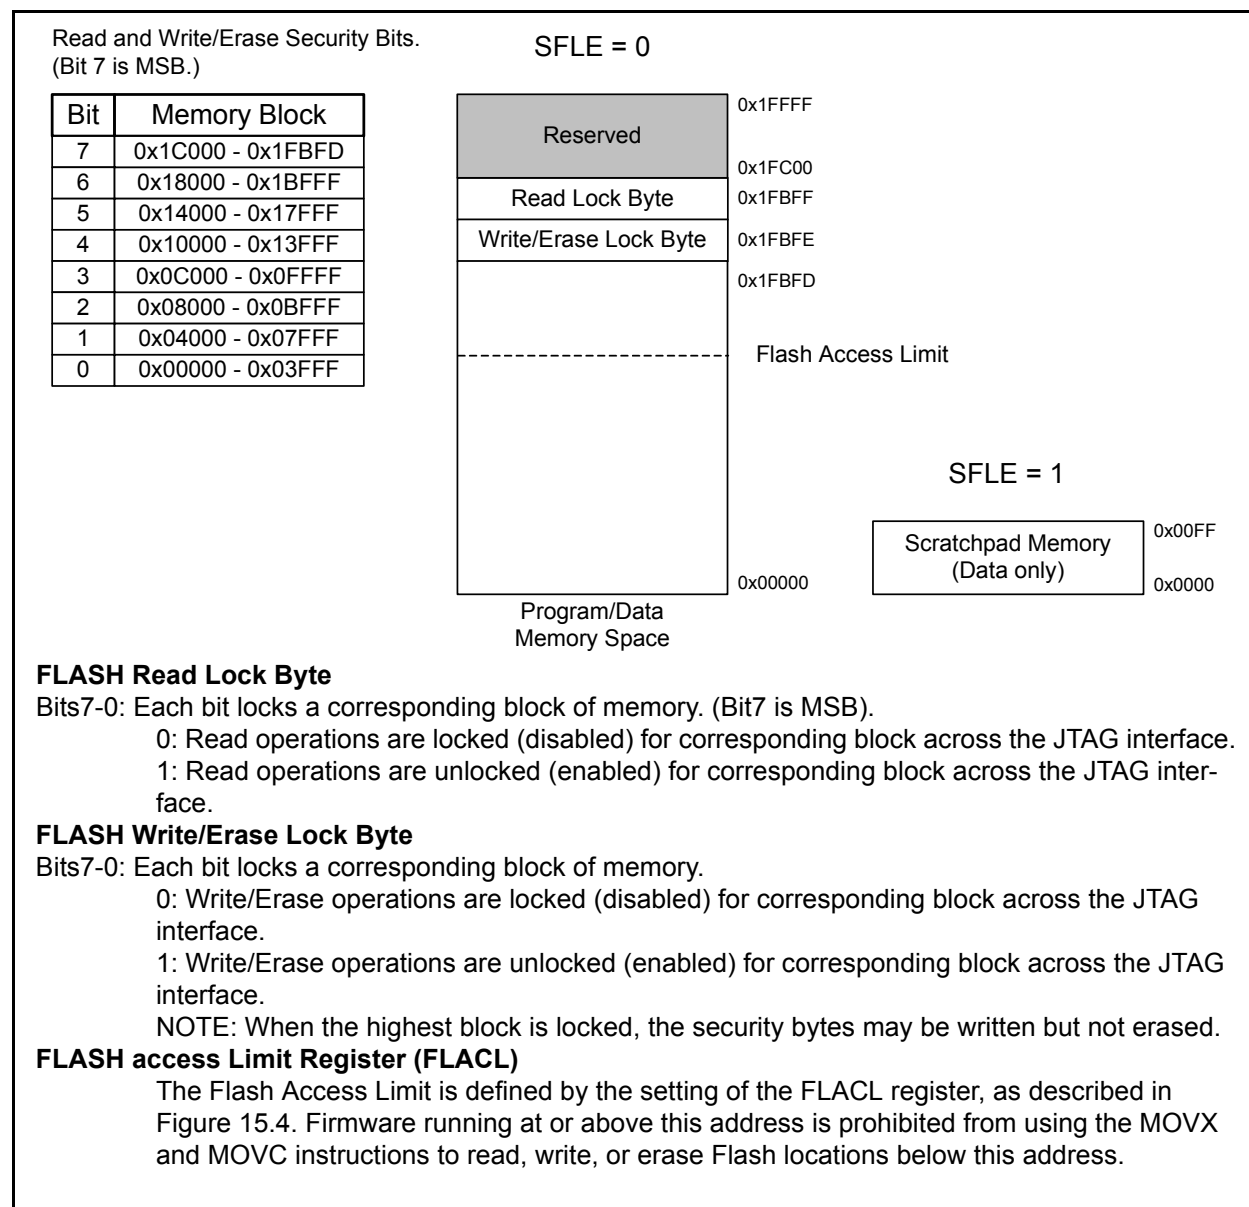 Read and Write/Erase Security Bits.
(Bit 7 is MSB.)
SFLE = 0
Bit Memory Block
7 0x1C000 - 0x1FBFD
6 0x18000 - 0x1BFFF
5 0x14000 - 0x17FFF
4 0x10000 - 0x13FFF
3 0x0C000 - 0x0FFFF
2 0x08000 - 0x0BFFF
1 0x04000 - 0x07FFF
0 0x00000 - 0x03FFF
0x1FFFF
Reserved
0x1FC00
Read Lock Byte 0x1FBFF
Write/Erase Lock Byte 0x1FBFE
0x1FBFD
Flash Access Limit
0x00000
Program/Data
Memory Space
SFLE = 1
Scratchpad Memory
(Data only)
0x00FF
0x0000
FLASH Read Lock Byte
Bits7-0: Each bit locks a corresponding block of memory. (Bit7 is MSB).
0: Read operations are locked (disabled) for corresponding block across the JTAG interface.
1: Read operations are unlocked (enabled) for corresponding block across the JTAG inter-
face.
FLASH Write/Erase Lock Byte
Bits7-0: Each bit locks a corresponding block of memory.
0: Write/Erase operations are locked (disabled) for corresponding block across the JTAG
interface.
1: Write/Erase operations are unlocked (enabled) for corresponding block across the JTAG
interface.
NOTE: When the highest block is locked, the security bytes may be written but not erased.
FLASH access Limit Register (FLACL)
The Flash Access Limit is defined by the setting of the FLACL register, as described in
Figure 15.4. Firmware running at or above this address is prohibited from using the MOVX
and MOVC instructions to read, write, or erase Flash locations below this address.